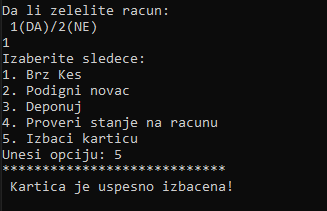 Da li zelelite racun:
1(DA)/2(NE)
1
Izaberite sledece:
1. Brz Kes
2. Podigni novac
3. Deponuj
4. Proveri stanje na racunu
5. Izbaci karticu
Unesi opciju: 5
****************************
Kartica je uspesno izbacena!